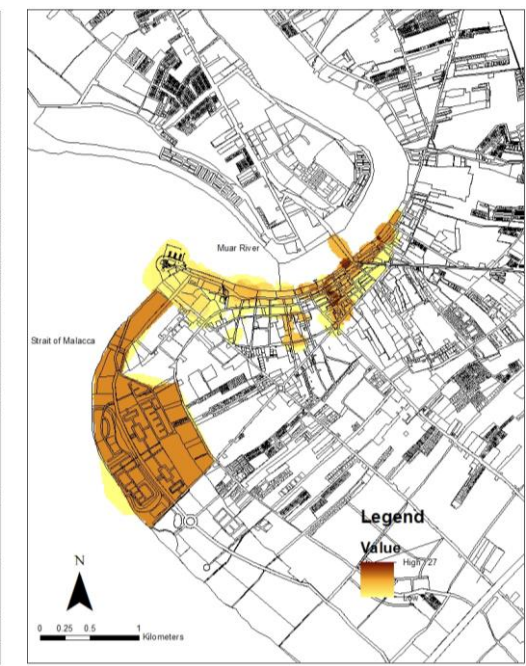 Muar River
Strait of Malacca
Legend
Value
High : 27
Low
N
0 0.25 0.5 1
Kilometers